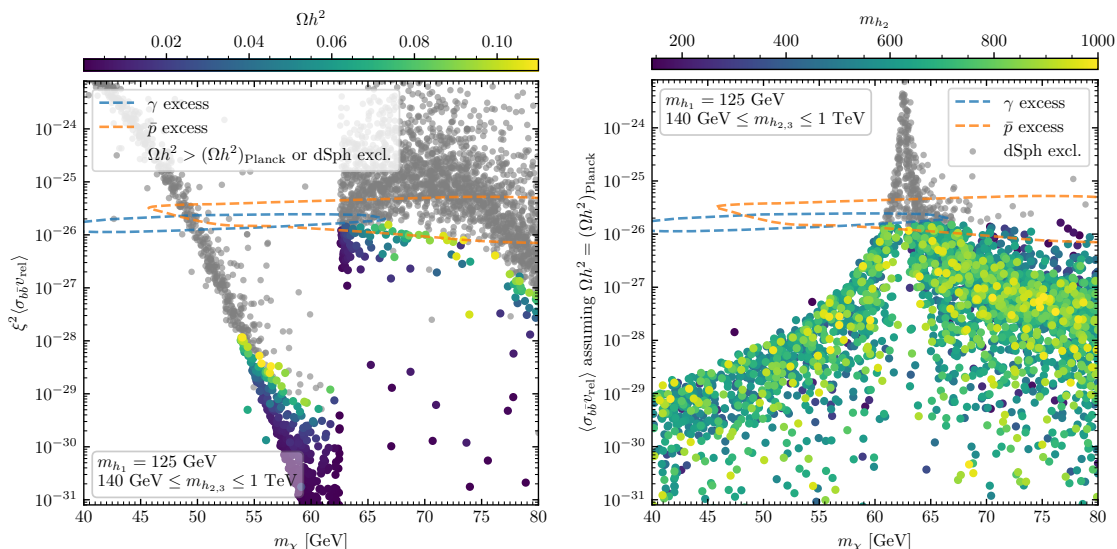 Ωh²
0.02 0.04 0.06 0.08 0.10
γ excess
p̄ excess
Ωh² > (Ωh²)Planck or dSph excl.
10⁻²⁴
10⁻²⁵
10⁻²⁶
10⁻²⁷
10⁻²⁸
10⁻²⁹
10⁻³⁰
10⁻³¹
ξ²⟨σbb̄vrel⟩
mh₁ = 125 GeV
140 GeV ≤ mh₂,₃ ≤ 1 TeV
40 45 50 55 60 65 70 75 80
mχ [GeV]
mh₂
200 400 600 800 1000
mh₁ = 125 GeV
140 GeV ≤ mh₂,₃ ≤ 1 TeV
γ excess
p̄ excess
dSph excl.
10⁻²⁴
10⁻²⁵
10⁻²⁶
10⁻²⁷
10⁻²⁸
10⁻²⁹
10⁻³⁰
10⁻³¹
⟨σbb̄vrel⟩ assuming Ωh² = (Ωh²)Planck
40 45 50 55 60 65 70 75 80
mχ [GeV]